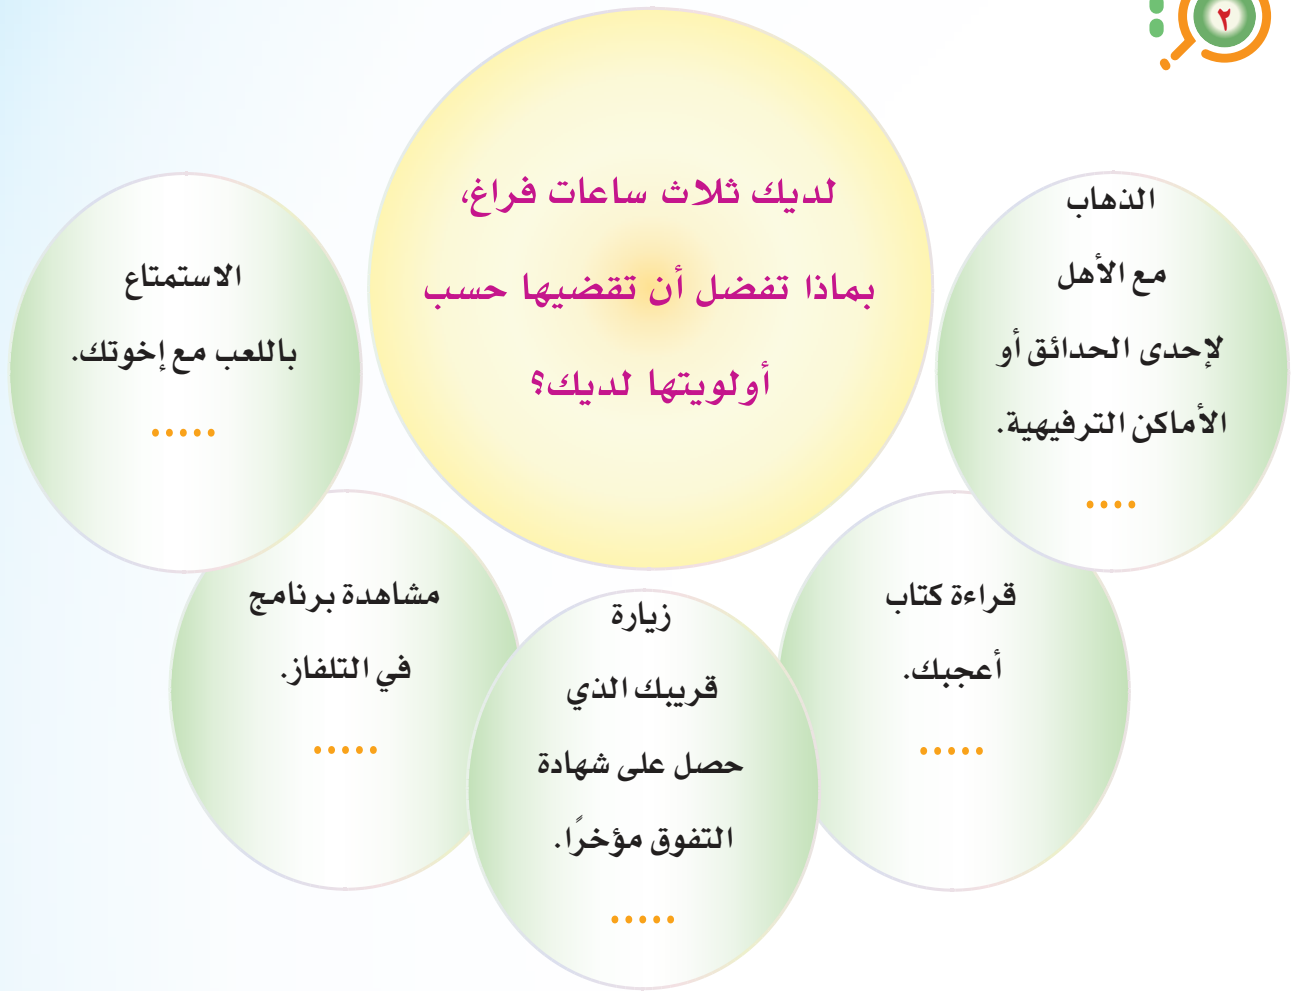 ٢
لديك ثلاث ساعات فراغ،
بماذا تفضل أن تقضيها حسب
أولويتها لديك؟
الذهاب
مع الأهل
لإحدى الحدائق أو
الأماكن الترفيهية.
....
قراءة كتاب
أعجبك.
.....
زيارة
قريبك الذي
حصل على شهادة
التفوق مؤخرًا.
.....
مشاهدة برنامج
في التلفاز.
.....
الاستمتاع
باللعب مع إخوتك.
.....